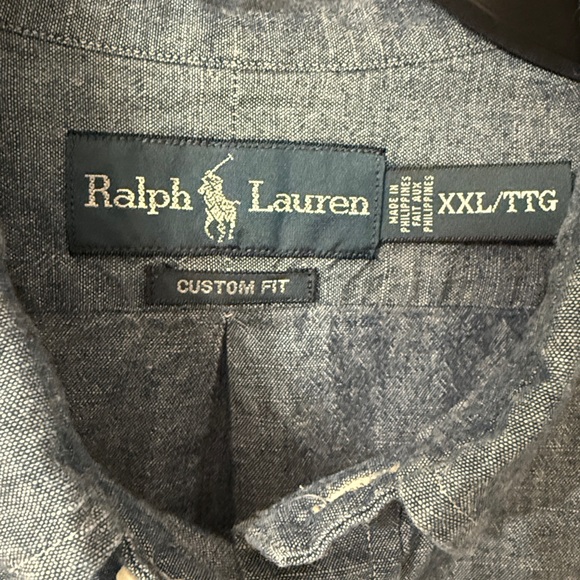 Ralph Lauren
MADE IN
PHILIPPINES
FAIT AUX
PHILIPPINES
XXL/TTG
CUSTOM FIT